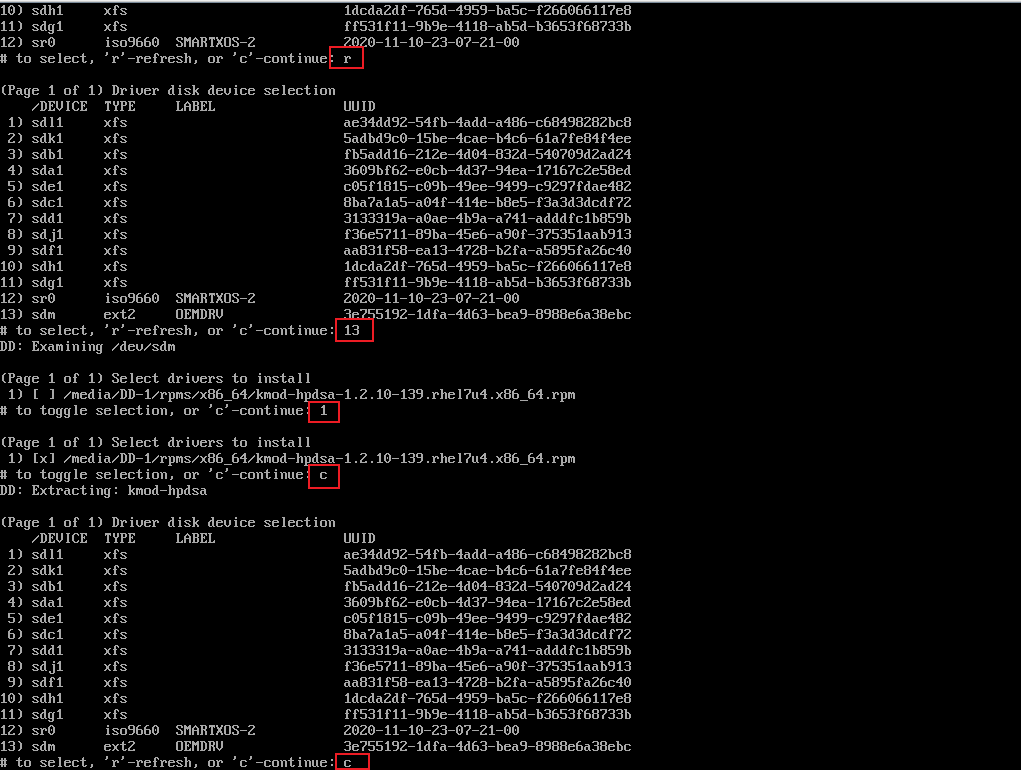 10) sdh1   xfs                           1dcda2df-765d-4959-ba5c-f266066117e8
11) sdg1   xfs                           ff531f11-9b9e-4118-ab5d-b3653f68733b
12) sr0    iso9660  SMARTXOS-2           2020-11-10-23-07-21-00
# to select, 'r'-refresh, or 'c'-continue: r
(Page 1 of 1) Driver disk device selection
    /DEVICE  TYPE     LABEL                UUID
 1) sdl1     xfs                           ae34dd92-54fb-4add-a486-c68498282bc8
 2) sdk1     xfs                           5adbd9c0-15be-4cae-b4c6-61a7fe84f4ee
 3) sdb1     xfs                           fb5add16-212e-4d04-832d-540709d2ad24
 4) sda1     xfs                           3609bf62-e0cb-4d37-94ea-17167c2e58ed
 5) sde1     xfs                           c05f1815-c09b-49ee-9499-c9297fdae482
 6) sdc1     xfs                           8ba7a1a5-a04f-414e-b8e5-f3a3d3dcdf72
 7) sdd1     xfs                           3133319a-a0ae-4b9a-a741-adddfc1b859b
 8) sdj1     xfs                           f36e5711-89ba-45e6-a90f-375351aab913
 9) sdf1     xfs                           aa831f58-ea13-4728-b2fa-a5895fa26c40
10) sdh1     xfs                           1dcda2df-765d-4959-ba5c-f266066117e8
11) sdg1     xfs                           ff531f11-9b9e-4118-ab5d-b3653f68733b
12) sr0      iso9660  SMARTXOS-2           2020-11-10-23-07-21-00
13) sdm      ext2     OEMDRV               3e755192-1dfa-4d63-bea9-8988e6a38ebc
# to select, 'r'-refresh, or 'c'-continue: 13
DD: Examining /dev/sdm
(Page 1 of 1) Select drivers to install
 1) [ ] /media/DD-1/rpms/x86_64/kmod-hpdsa-1.2.10-139.rhel7u4.x86_64.rpm
# to toggle selection, or 'c'-continue: 1
(Page 1 of 1) Select drivers to install
 1) [x] /media/DD-1/rpms/x86_64/kmod-hpdsa-1.2.10-139.rhel7u4.x86_64.rpm
# to toggle selection, or 'c'-continue: c
DD: Extracting: kmod-hpdsa
(Page 1 of 1) Driver disk device selection
    /DEVICE  TYPE     LABEL                UUID
 1) sdl1     xfs                           ae34dd92-54fb-4add-a486-c68498282bc8
 2) sdk1     xfs                           5adbd9c0-15be-4cae-b4c6-61a7fe84f4ee
 3) sdb1     xfs                           fb5add16-212e-4d04-832d-540709d2ad24
 4) sda1     xfs                           3609bf62-e0cb-4d37-94ea-17167c2e58ed
 5) sde1     xfs                           c05f1815-c09b-49ee-9499-c9297fdae482
 6) sdc1     xfs                           8ba7a1a5-a04f-414e-b8e5-f3a3d3dcdf72
 7) sdd1     xfs                           3133319a-a0ae-4b9a-a741-adddfc1b859b
 8) sdj1     xfs                           f36e5711-89ba-45e6-a90f-375351aab913
 9) sdf1     xfs                           aa831f58-ea13-4728-b2fa-a5895fa26c40
10) sdh1     xfs                           1dcda2df-765d-4959-ba5c-f266066117e8
11) sdg1     xfs                           ff531f11-9b9e-4118-ab5d-b3653f68733b
12) sr0      iso9660  SMARTXOS-2           2020-11-10-23-07-21-00
13) sdm      ext2     OEMDRV               3e755192-1dfa-4d63-bea9-8988e6a38ebc
# to select, 'r'-refresh, or 'c'-continue: c